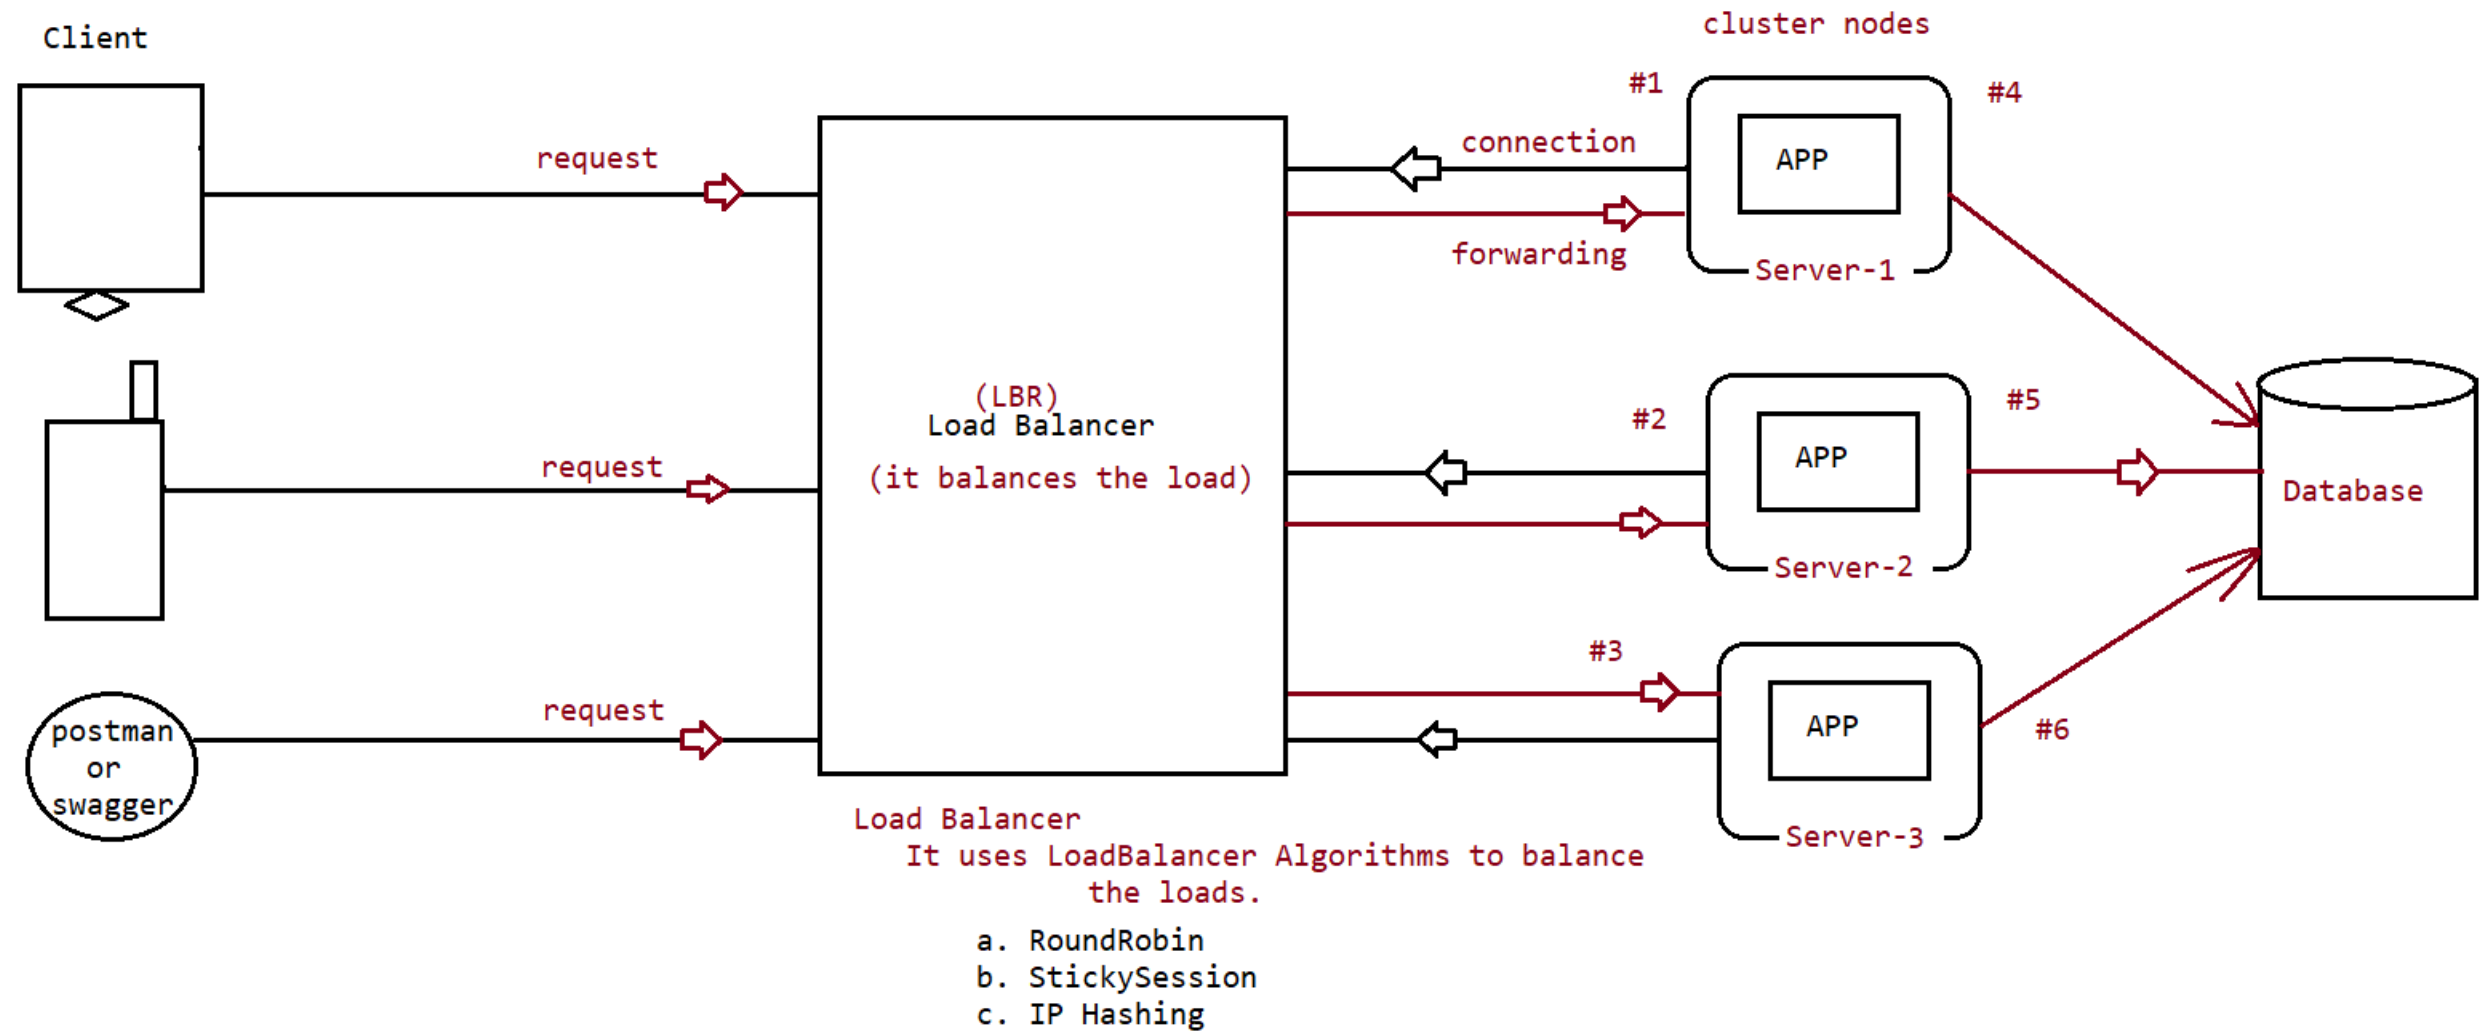 Client
cluster nodes
#1
#4
request
connection
APP
forwarding
Server-1
(LBR)
Load Balancer
(it balances the load)
request
#2
#5
APP
Server-2
Database
postman
or
swagger
request
#3
APP
#6
Server-3
Load Balancer
It uses LoadBalancer Algorithms to balance
the loads.
a. RoundRobin
b. StickySession
c. IP Hashing